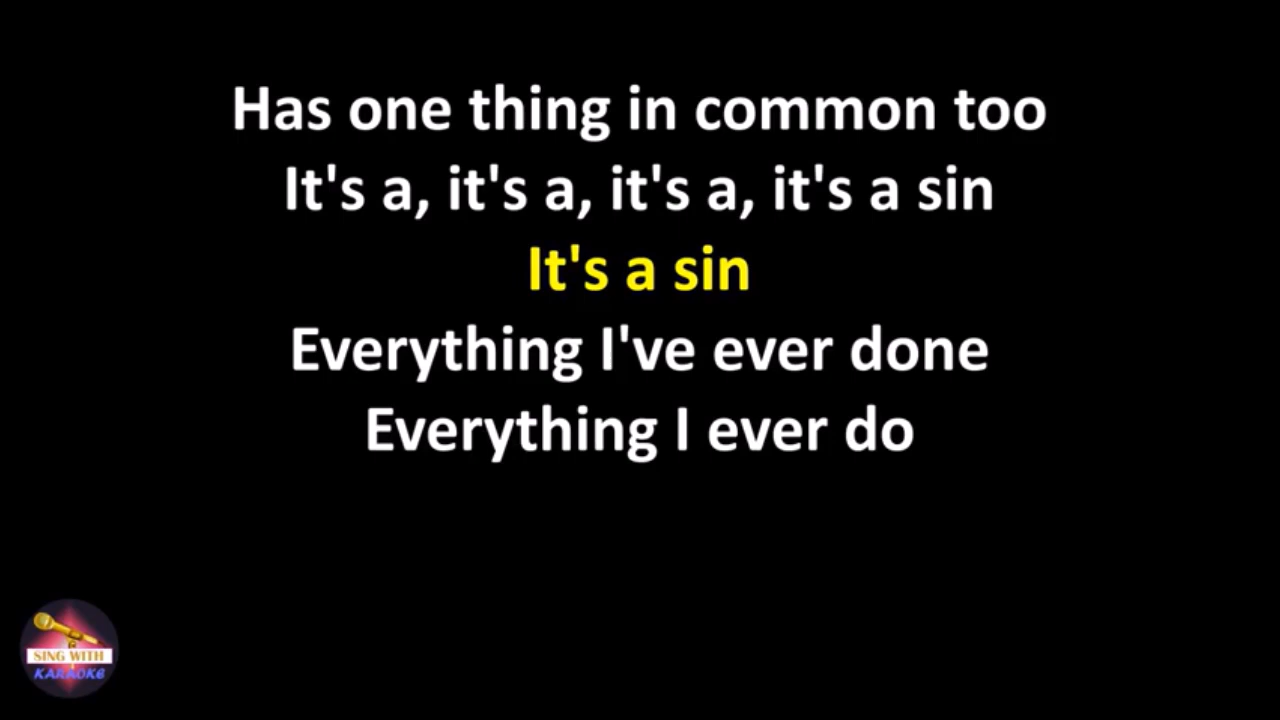 Has one thing in common too
It's a, it's a, it's a, it's a sin
It's a sin
Everything I've ever done
Everything I ever do
SING WITH
KARAOKE